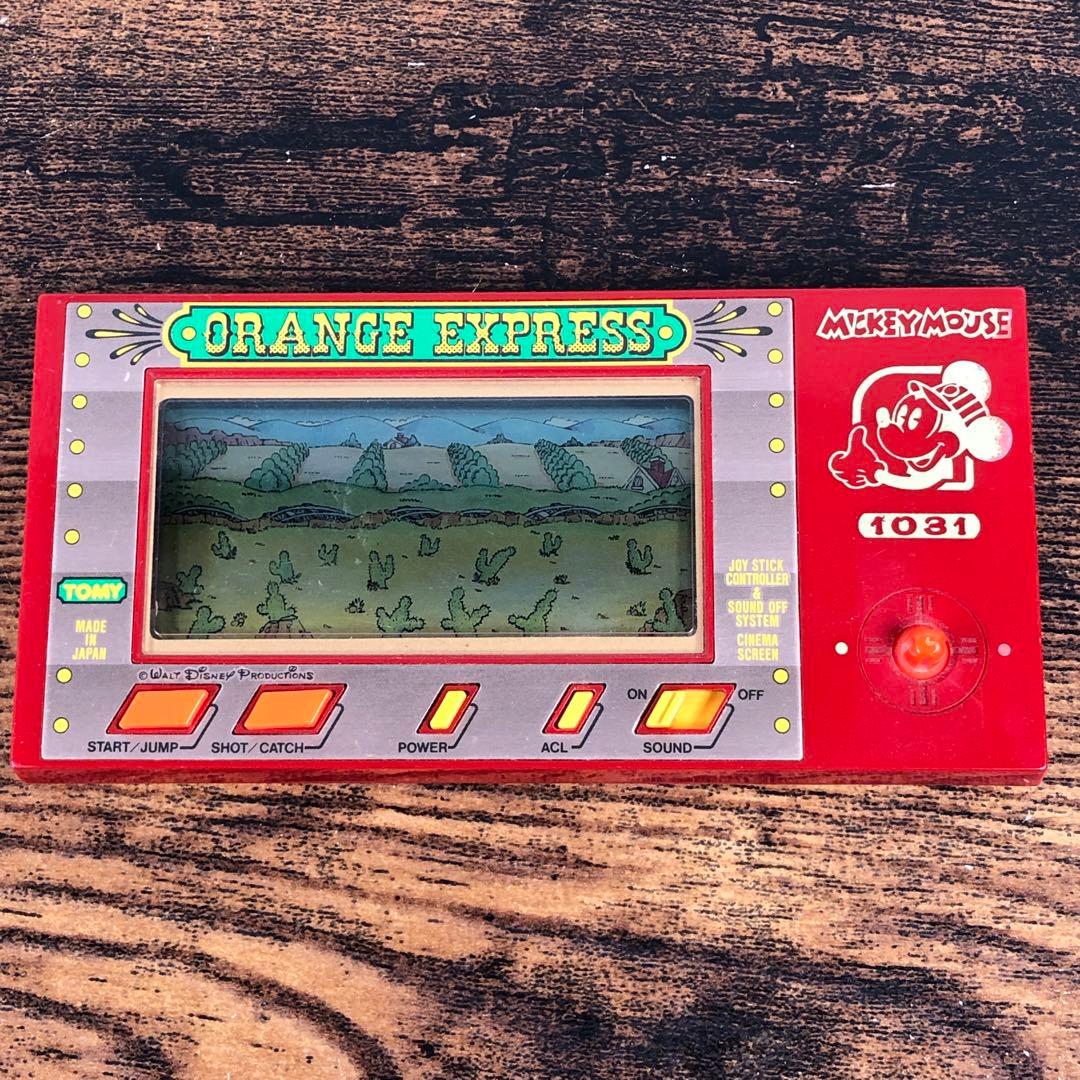 ORANGE EXPRESS
MICKEY MOUSE
1031
TOMY
MADE
IN
JAPAN
JOY STICK
CONTROLLER
&
SOUND OFF
SYSTEM
CINEMA
SCREEN
©WALT DISNEY PRODUCTIONS
ON
OFF
START/JUMP
SHOT/CATCH
POWER
ACL
SOUND